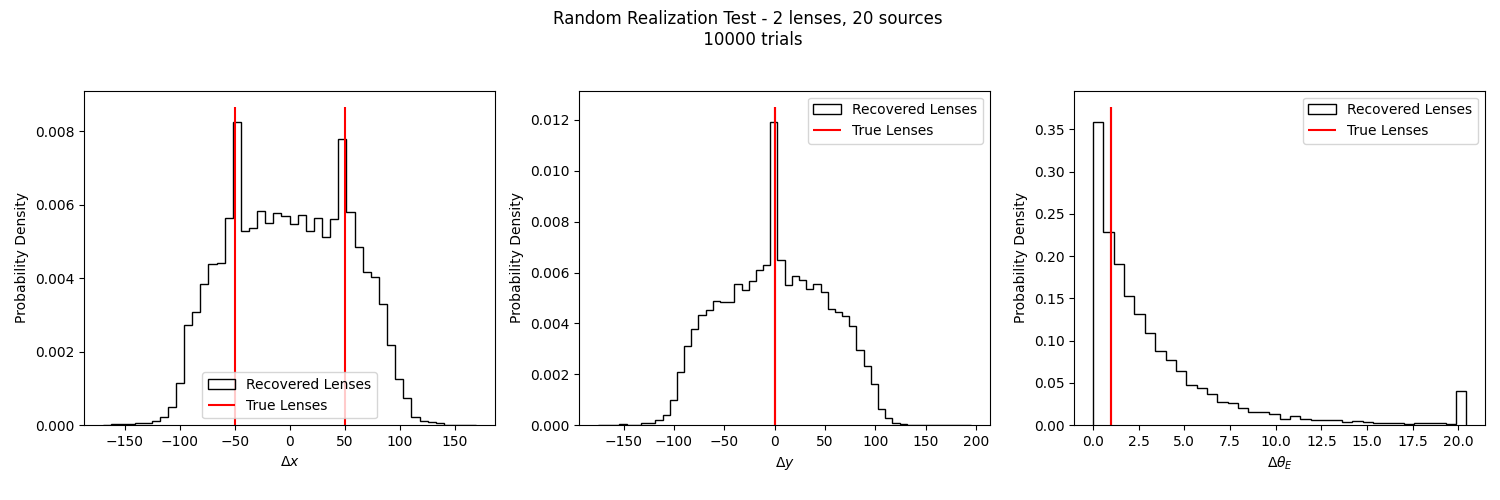 Random Realization Test - 2 lenses, 20 sources
10000 trials
Probability Density
0.008
0.006
0.004
0.002
0.000
Recovered Lenses
True Lenses
−150 −100 −50 0 50 100 150
Δx
Probability Density
0.012
0.010
0.008
0.006
0.004
0.002
0.000
Recovered Lenses
True Lenses
−150 −100 −50 0 50 100 150 200
Δy
Probability Density
0.35
0.30
0.25
0.20
0.15
0.10
0.05
0.00
Recovered Lenses
True Lenses
0.0 2.5 5.0 7.5 10.0 12.5 15.0 17.5 20.0
Δθ_E